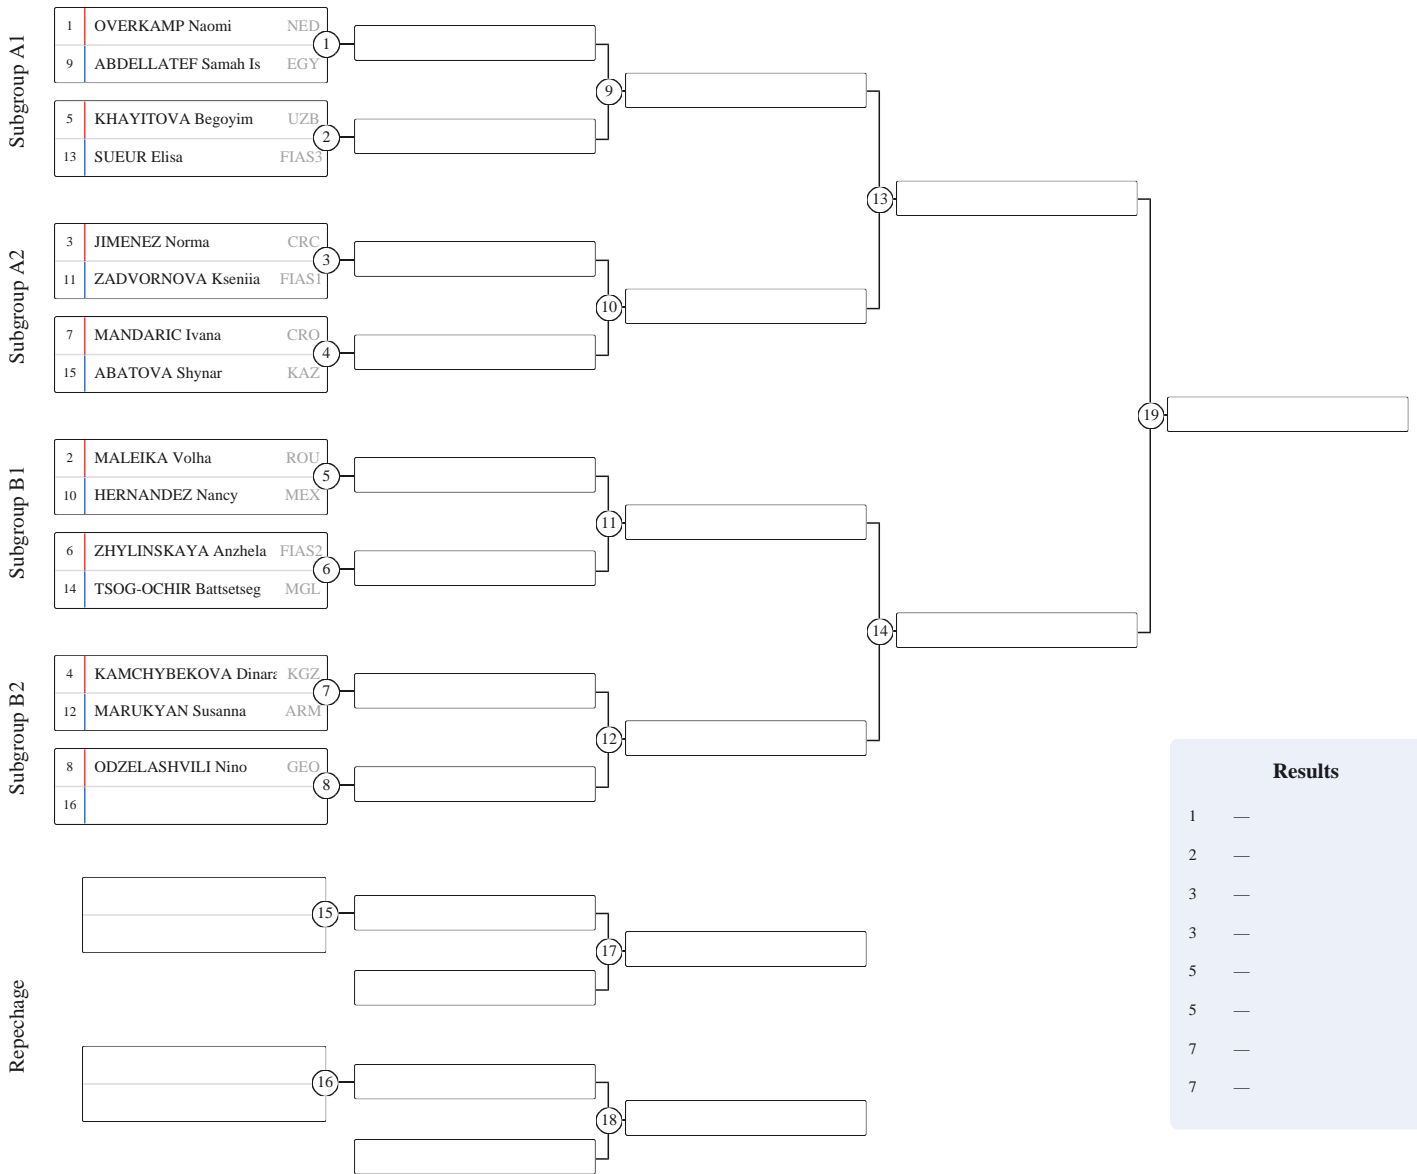 Subgroup A1
1 OVERKAMP Naomi NED
9 ABDELLATEF Samah Is EGY
1
5 KHAYITOVA Begoyim UZB
13 SUEUR Elisa FIAS3
2
9
Subgroup A2
3 JIMENEZ Norma CRC
11 ZADVORNOVA Kseniia FIAS1
3
7 MANDARIC Ivana CRO
15 ABATOVA Shynar KAZ
4
10
13
Subgroup B1
2 MALEIKA Volha ROU
10 HERNANDEZ Nancy MEX
5
6 ZHYLINSKAYA Anzhela FIAS2
14 TSOG-OCHIR Battsetseg MGL
6
11
Subgroup B2
4 KAMCHYBEKOVA Dinara KGZ
12 MARUKYAN Susanna ARM
7
8 ODZELASHVILI Nino GEO
16
8
12
14
19
Repechage
15
17
16
18
Results
1 —
2 —
3 —
3 —
5 —
5 —
7 —
7 —